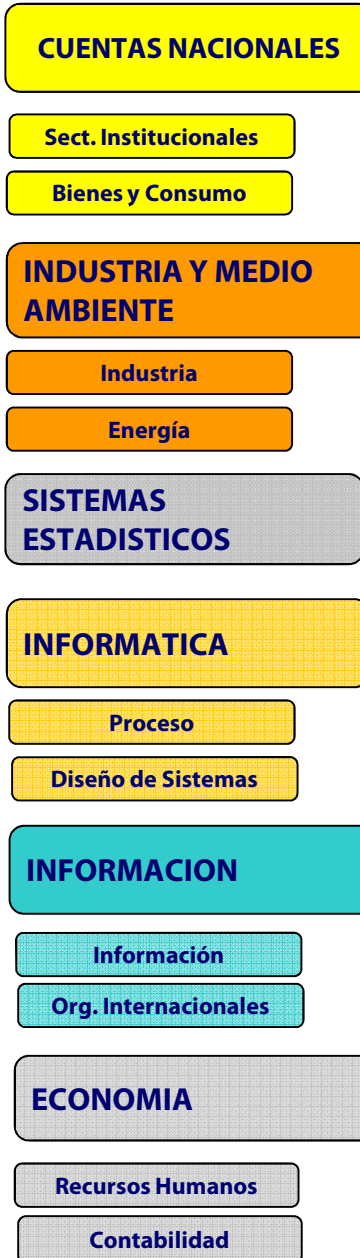 CUENTAS NACIONALES
Sect. Institucionales
Bienes y Consumo
INDUSTRIA Y MEDIO
AMBIENTE
Industria
Energía
SISTEMAS
ESTADISTICOS
INFORMATICA
Proceso
Diseño de Sistemas
INFORMACION
Información
Org. Internacionales
ECONOMIA
Recursos Humanos
Contabilidad